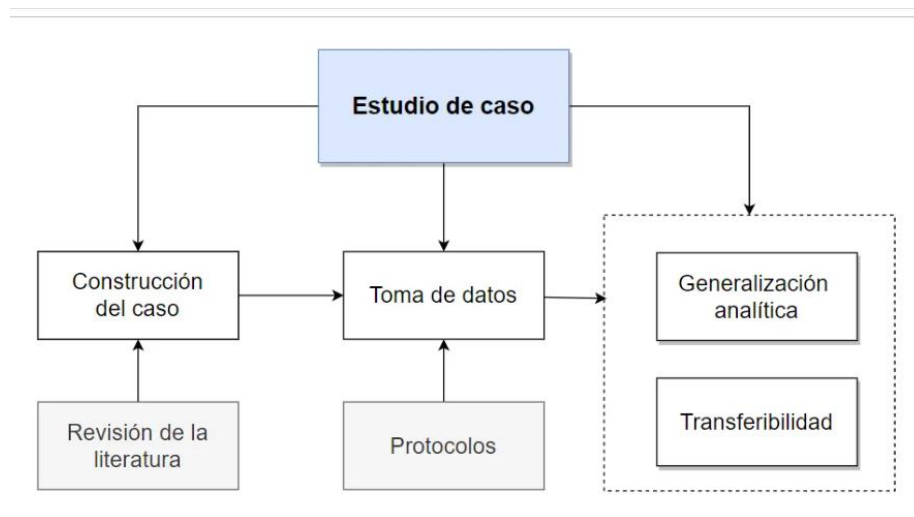 Estudio de caso
Construcción
del caso
Toma de datos
Generalización
analítica
Revisión de la
literatura
Protocolos
Transferibilidad